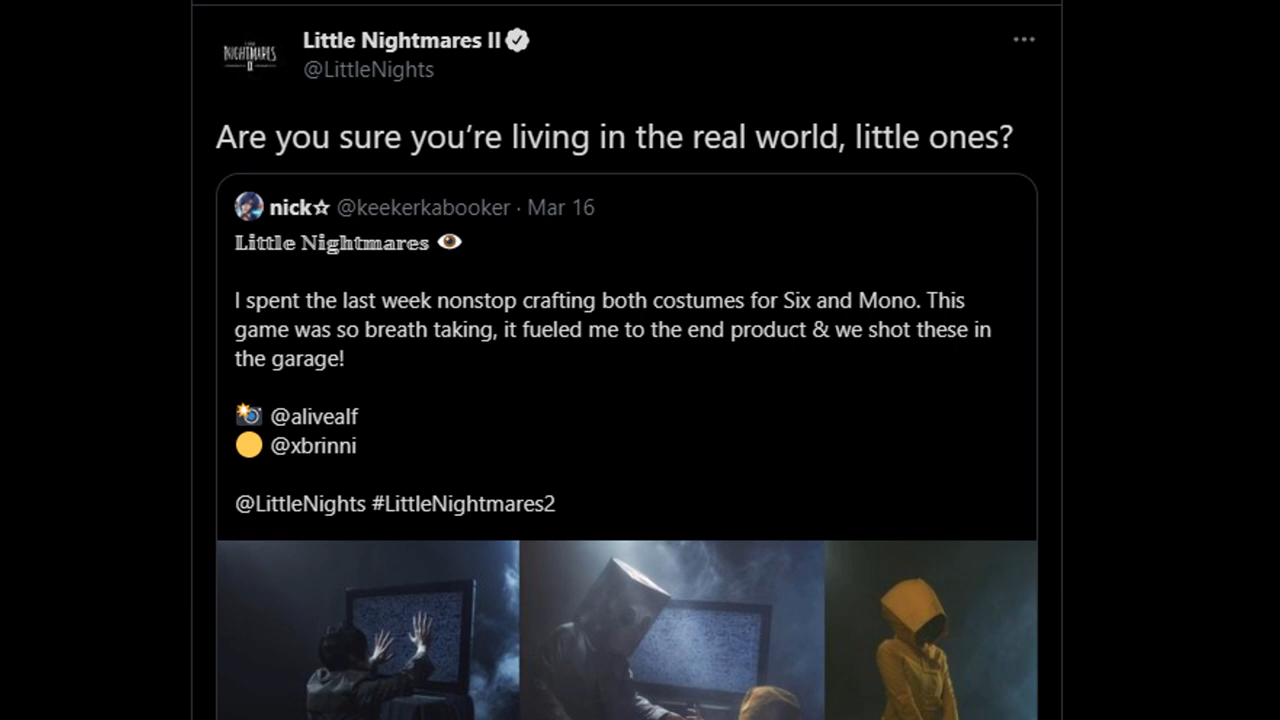 NIGHTMARES
II
Little Nightmares II
@LittleNights
Are you sure you’re living in the real world, little ones?
nick☆ @keekerkabooker · Mar 16
𝕃𝕚𝕥𝕥𝕝𝕖 ℕ𝕚𝕘𝕙𝕥𝕞𝕒𝕣𝕖𝕤 👁️
I spent the last week nonstop crafting both costumes for Six and Mono. This
game was so breath taking, it fueled me to the end product & we shot these in
the garage!
📸 @alivealf
🟡 @xbrinni
@LittleNights #LittleNightmares2